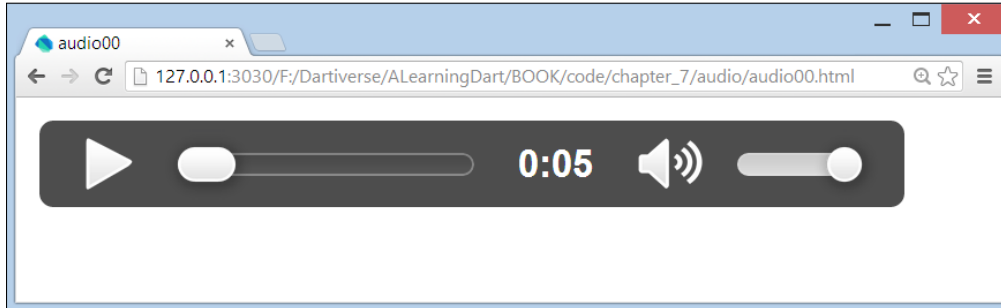 audio00
127.0.0.1:3030/F:/Dartiverse/ALearningDart/BOOK/code/chapter_7/audio/audio00.html
0:05